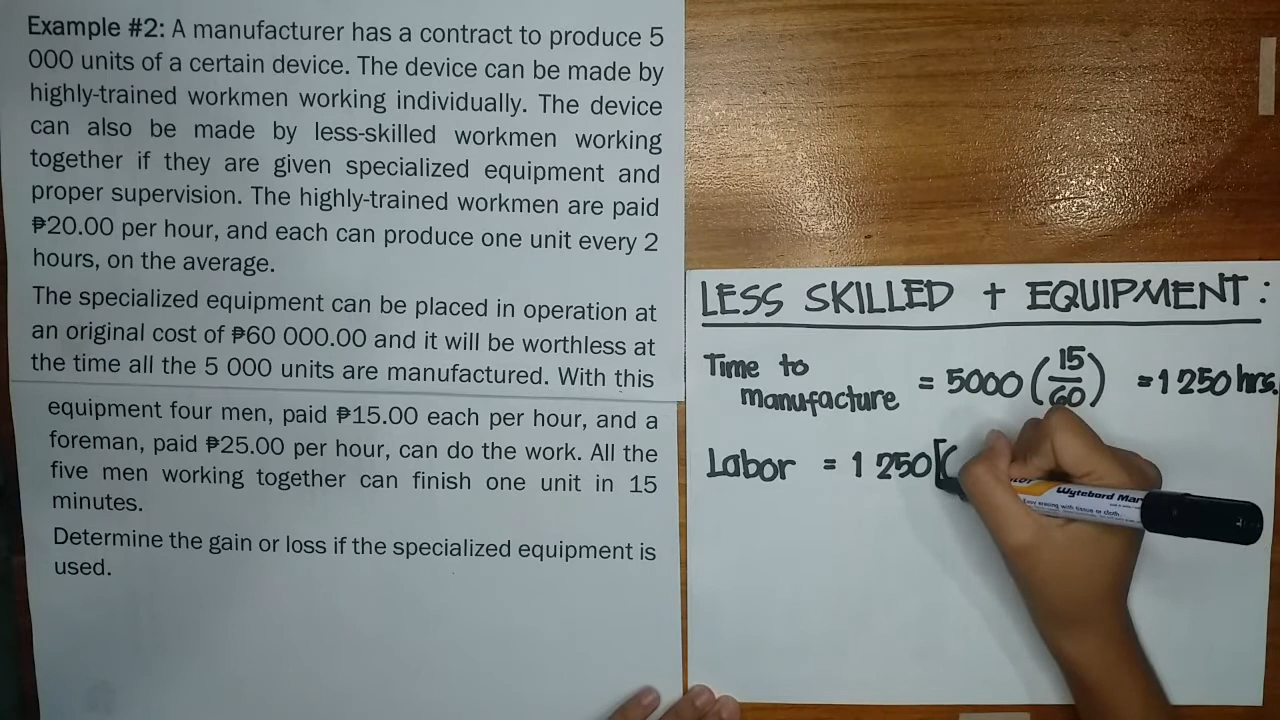 Example #2: A manufacturer has a contract to produce 5
000 units of a certain device. The device can be made by
highly-trained workmen working individually. The device
can also be made by less-skilled workmen working
together if they are given specialized equipment and
proper supervision. The highly-trained workmen are paid
₱20.00 per hour, and each can produce one unit every 2
hours, on the average.
The specialized equipment can be placed in operation at
an original cost of ₱60 000.00 and it will be worthless at
the time all the 5 000 units are manufactured. With this
equipment four men, paid ₱15.00 each per hour, and a
foreman, paid ₱25.00 per hour, can do the work. All the
five men working together can finish one unit in 15
minutes.
Determine the gain or loss if the specialized equipment is
used.
LESS SKILLED + EQUIPMENT:
Time to
manufacture = 5000 (15/60) = 1 250 hrs.
Labor = 1 250[(
Wytebord Mar